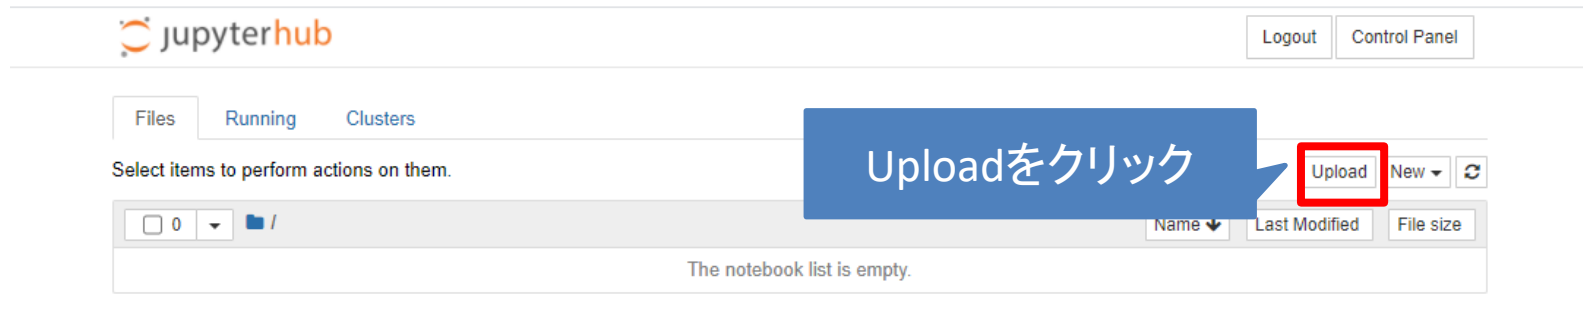 jupyterhub
Logout Control Panel
Files Running Clusters
Uploadをクリック
Select items to perform actions on them.
Upload New
0 / Name Last Modified File size
The notebook list is empty.